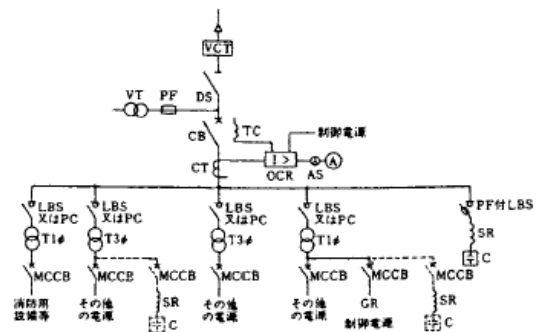 VCT
VT PF
DS
CB TC 制御電源
I >
A
CT OCR AS
LBS 又はPC
LBS 又はPC
LBS 又はPC
LBS 又はPC
PF付LBS
T1φ
T3φ
T3φ
T1φ
SR
C
MCCB
MCCB
MCCB
MCCB
MCCB
MCCB
MCCB
消防用 設備等
その他 の電源
SR
C
その他 の電源
その他 の電源
GR 制御電源
SR
C